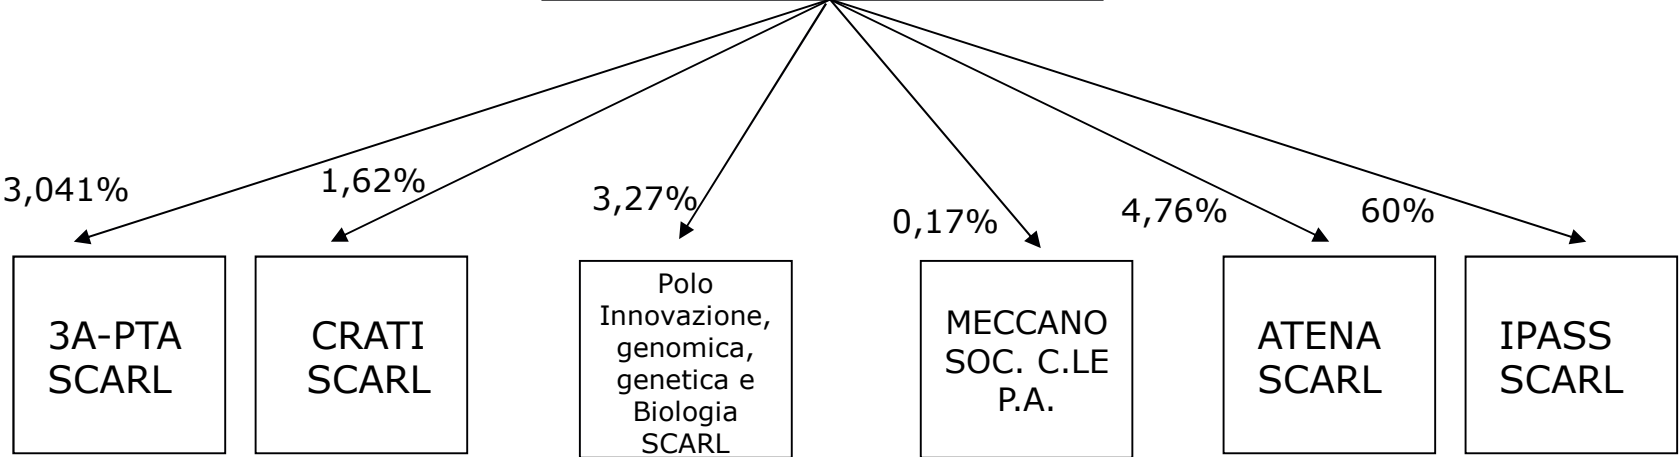 3,041%
1,62%
3,27%
0,17%
4,76%
60%
3A-PTA
SCARL
CRATI
SCARL
Polo
Innovazione,
genomica,
genetica e
Biologia
SCARL
MECCANO
SOC. C.LE
P.A.
ATENA
SCARL
IPASS
SCARL